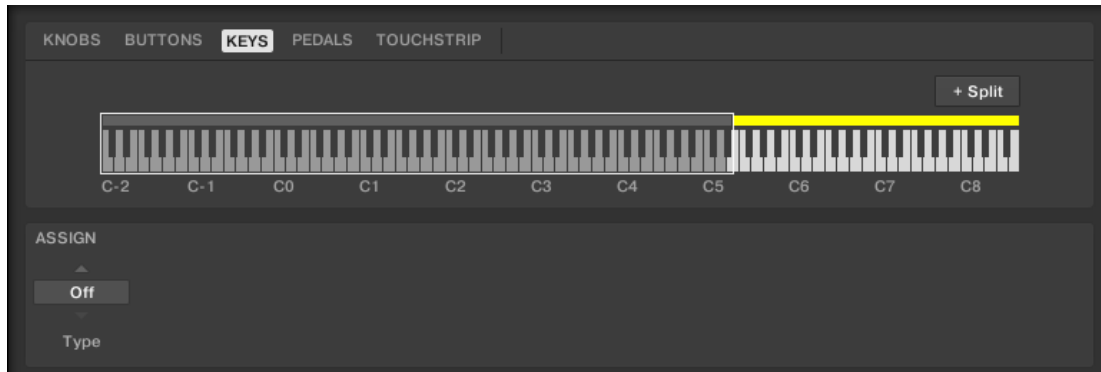 KNOBS BUTTONS KEYS PEDALS TOUCHSTRIP
+ Split
C-2 C-1 C0 C1 C2 C3 C4 C5 C6 C7 C8
ASSIGN
Off
Type